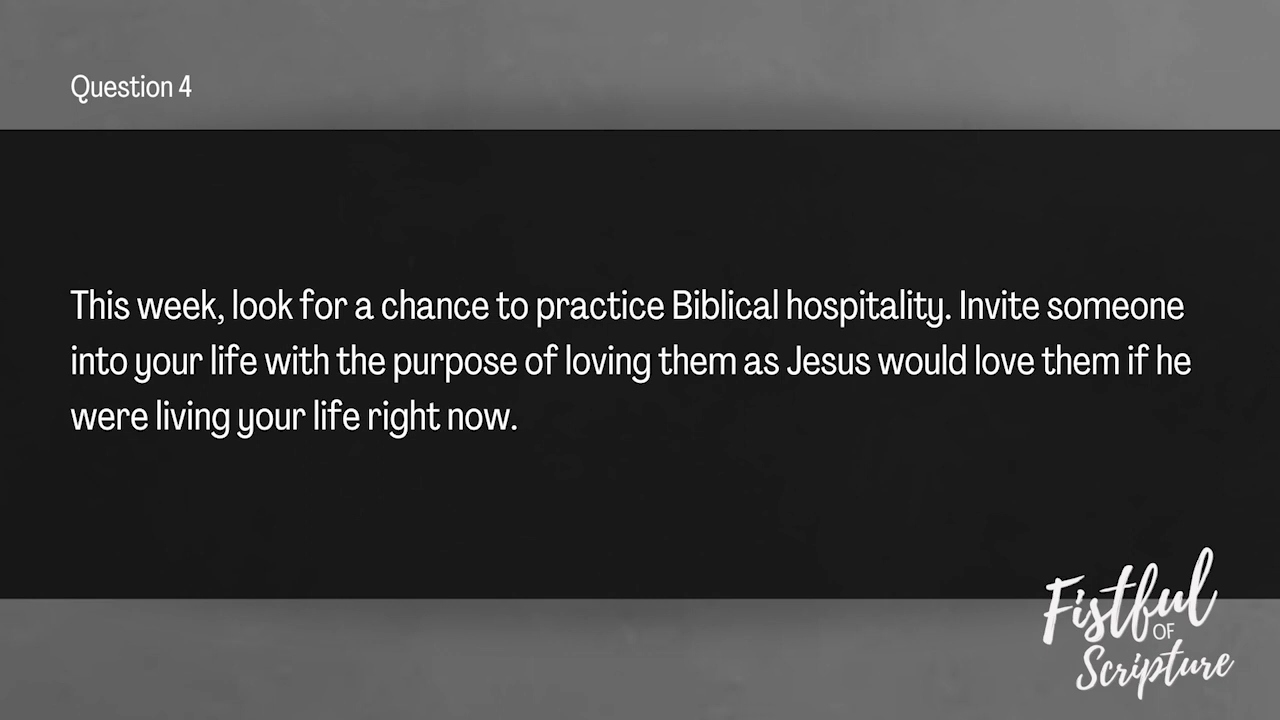 Question 4
This week, look for a chance to practice Biblical hospitality. Invite someone
into your life with the purpose of loving them as Jesus would love them if he
were living your life right now.
Fistful
OF
Scripture